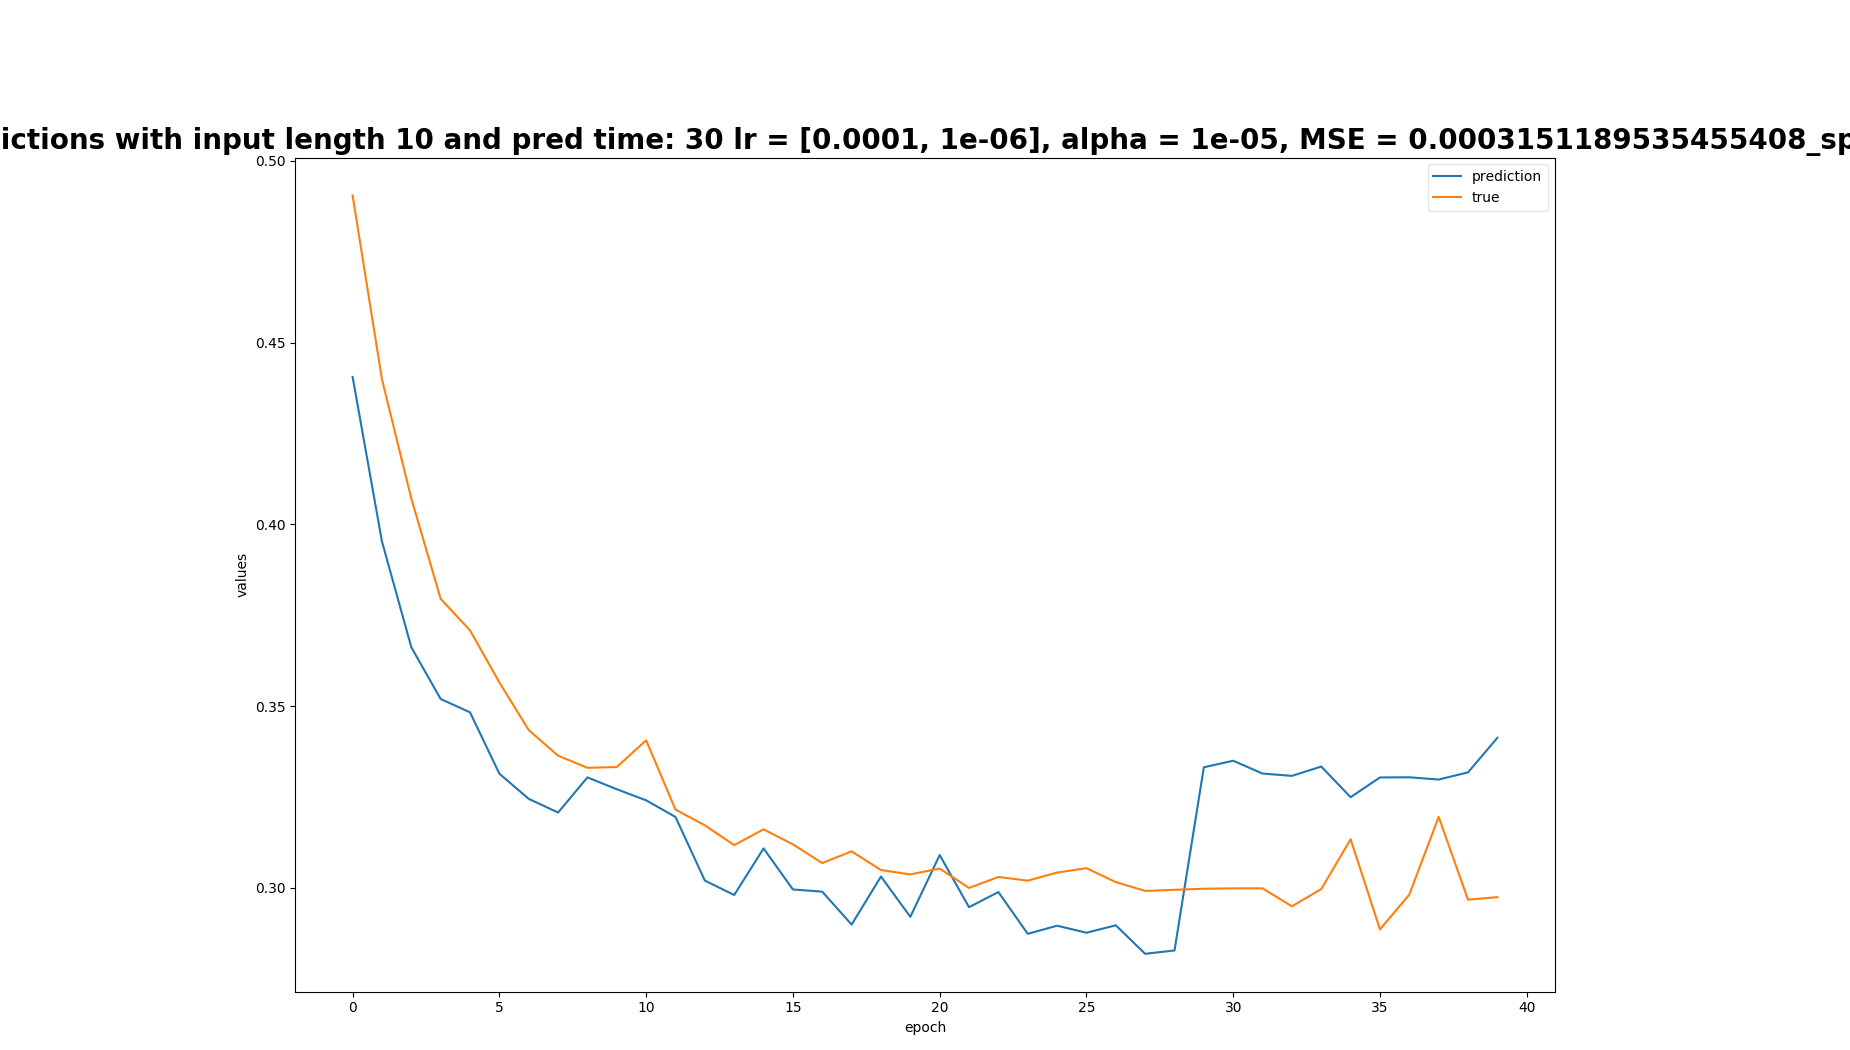 ictions with input length 10 and pred time: 30 lr = [0.0001, 1e-06], alpha = 1e-05, MSE = 0.0003151189535455408_sp
prediction
true
0.50
0.45
0.40
0.35
0.30
values
0 5 10 15 20 25 30 35 40
epoch